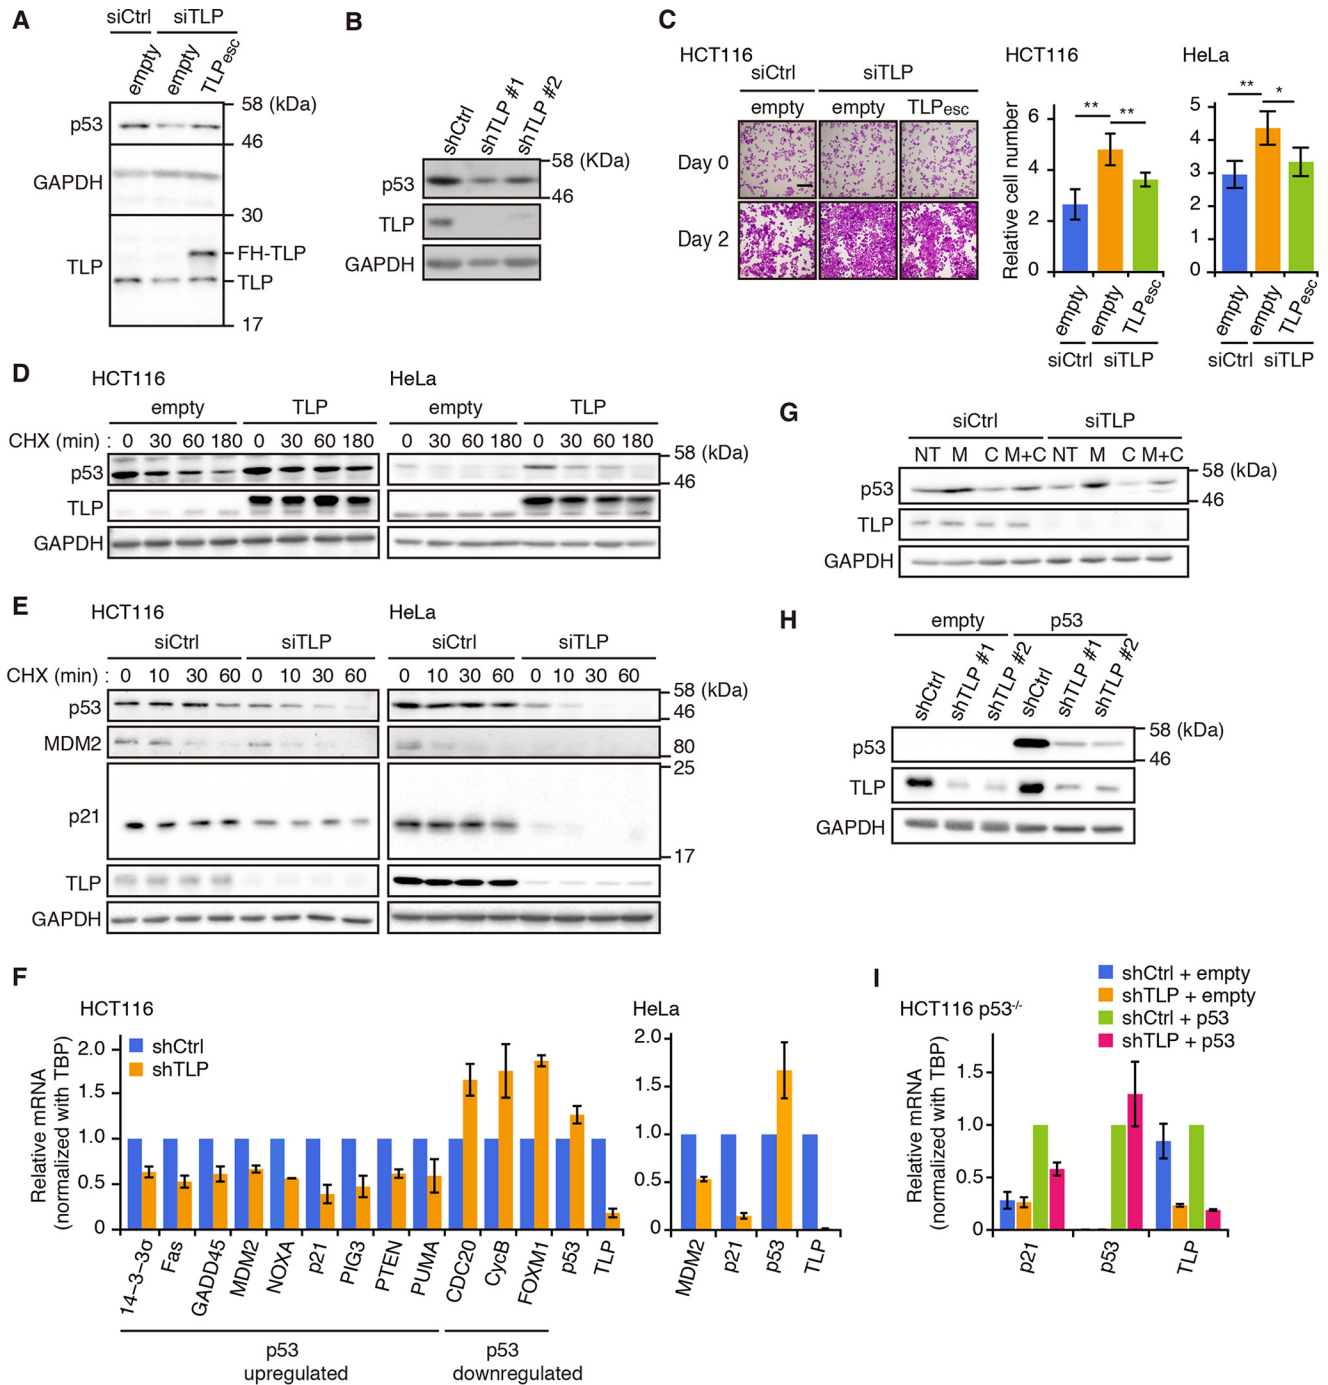 A
siCtrl siTLP
empty empty TLPesc
58 (kDa)
p53
46
GAPDH
30
FH-TLP
TLP
TLP
17
B
shCtrl shTLP #1 shTLP #2
58 (KDa)
p53
46
TLP
GAPDH
C
HCT116
siCtrl siTLP
empty empty TLPesc
Day 0
Day 2
HCT116
** **
Relative cell number
6
4
2
0
empty empty TLPesc
siCtrl siTLP
HeLa
** *
5
4
3
2
1
0
empty empty TLPesc
siCtrl siTLP
D
HCT116 HeLa
empty TLP empty TLP
CHX (min) : 0 30 60 180 0 30 60 180 0 30 60 180 0 30 60 180
58 (kDa)
p53
46
TLP
GAPDH
E
HCT116 HeLa
siCtrl siTLP siCtrl siTLP
CHX (min) : 0 10 30 60 0 10 30 60 0 10 30 60 0 10 30 60
58 (kDa)
p53
46
MDM2
80
25
p21
17
TLP
GAPDH
F
HCT116
Relative mRNA
(normalized with TBP)
shCtrl
shTLP
2.0
1.5
1.0
0.5
0
14–3–3σ Fas GADD45 MDM2 NOXA p21 PIG3 PTEN PUMA CDC20 CycB FOXM1 p53 TLP
p53 p53
upregulated downregulated
HeLa
2.0
1.5
1.0
0.5
0
MDM2 p21 p53 TLP
G
siCtrl siTLP
NT M C M+C NT M C M+C
58 (kDa)
p53
46
TLP
GAPDH
H
empty p53
shCtrl shTLP #1 shTLP #2 shCtrl shTLP #1 shTLP #2
58 (kDa)
p53
46
TLP
GAPDH
I
HCT116 p53-/-
shCtrl + empty
shTLP + empty
shCtrl + p53
shTLP + p53
Relative mRNA
(normalized with TBP)
1.5
1.0
0.5
0
p21 p53 TLP